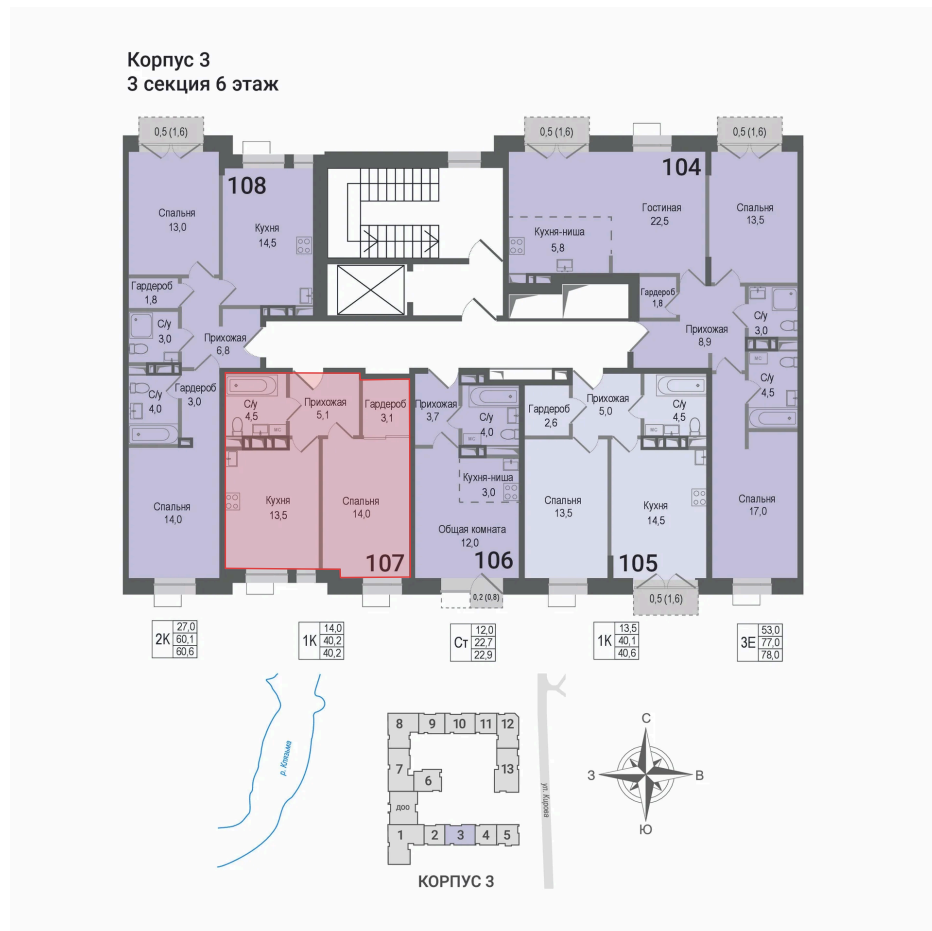 Корпус 3
3 секция 6 этаж
0,5 (1,6)
0,5 (1,6)
0,5 (1,6)
108
104
Спальня
13,0
Кухня
14,5
Гостиная
22,5
Спальня
13,5
Кухня-ниша
5,8
Гардероб
1,8
Гардероб
1,8
С/у
3,0
Прихожая
6,8
Прихожая
8,9
С/у
3,0
С/у
4,0
Гардероб
3,0
С/у
4,5
Прихожая
5,1
Гардероб
3,1
Прихожая
3,7
С/у
4,0
Гардероб
2,6
Прихожая
5,0
С/у
4,5
С/у
4,5
МС
МС
МС
МС
Кухня-ниша
3,0
Спальня
14,0
Кухня
13,5
Спальня
14,0
Общая комната
12,0
Спальня
13,5
Кухня
14,5
Спальня
17,0
107
106
105
0,2 (0,8)
0,5 (1,6)
2К
27,0
60,1
60,6
1К
14,0
40,2
40,2
Ст
12,0
22,7
22,9
1К
13,5
40,1
40,6
3Е
53,0
77,0
78,0
р. Клязьма
8 9 10 11 12
7
6
13
ДОО
1 2 3 4 5
ул. Кирова
С
З
В
Ю
КОРПУС 3